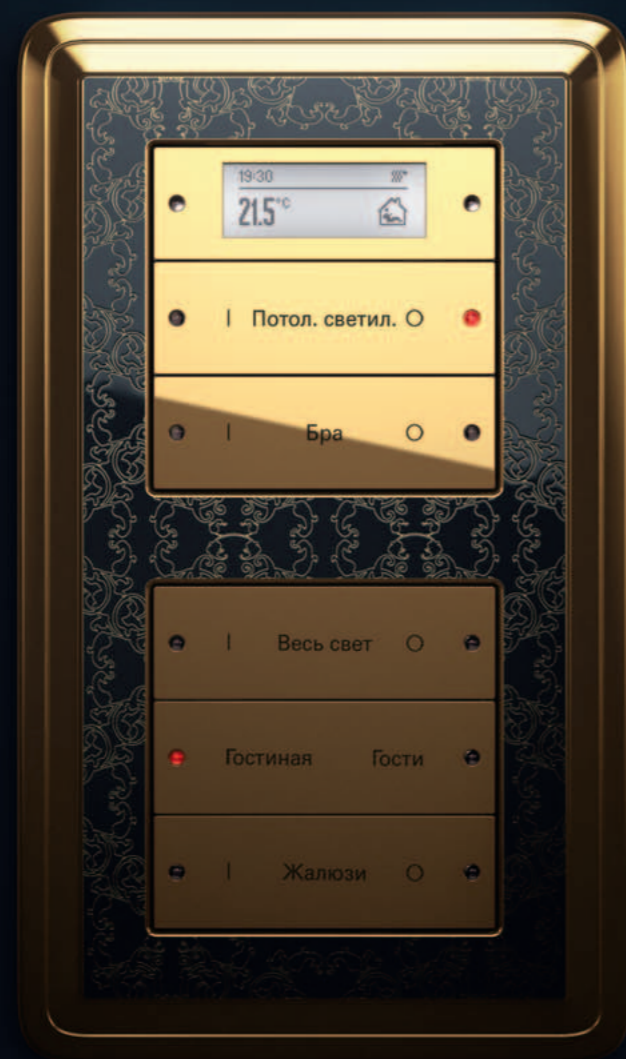 19:30
21.5°C
I Потол. светил. O
I Бра O
I Весь свет O
Гостиная Гости
I Жалюзи O